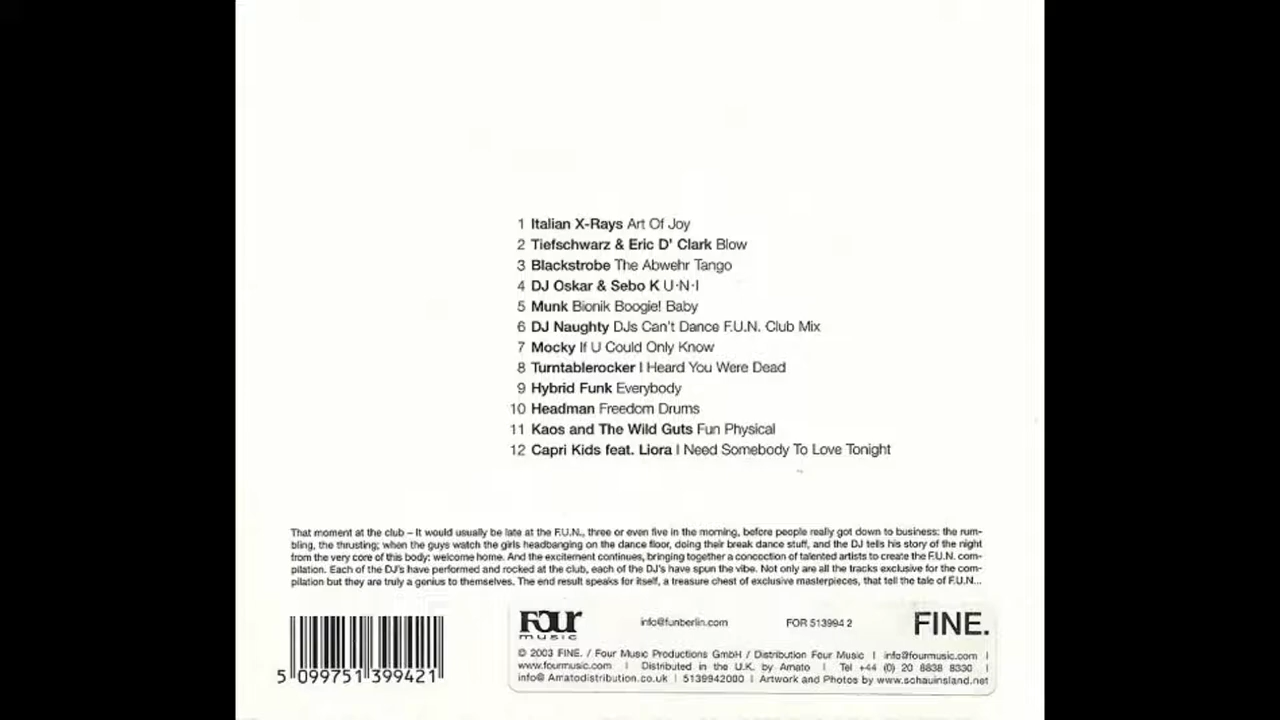 1 Italian X-Rays Art Of Joy
2 Tiefschwarz & Eric D' Clark Blow
3 Blackstrobe The Abwehr Tango
4 DJ Oskar & Sebo K U·N·I
5 Munk Bionik Boogie! Baby
6 DJ Naughty DJs Can't Dance F.U.N. Club Mix
7 Mocky If U Could Only Know
8 Turntablerocker I Heard You Were Dead
9 Hybrid Funk Everybody
10 Headman Freedom Drums
11 Kaos and The Wild Guts Fun Physical
12 Capri Kids feat. Liora I Need Somebody To Love Tonight
That moment at the club – It would usually be late at the F.U.N., three or even five in the morning, before people really got down to business: the rum-
bling, the thrusting; when the guys watch the girls headbanging on the dance floor, doing their break dance stuff, and the DJ tells his story of the night
from the very core of this body: welcome home. And the excitement continues, bringing together a concoction of talented artists to create the F.U.N. com-
pilation. Each of the DJ's have performed and rocked at the club, each of the DJ's have spun the vibe. Not only are all the tracks exclusive for the com-
pilation but they are truly a genius to themselves. The end result speaks for itself, a treasure chest of exclusive masterpieces, that tell the tale of F.U.N...
FOUR music info@funberlin.com FOR 513994 2 FINE.
© 2003 FINE. / Four Music Productions GmbH / Distribution Four Music | info@fourmusic.com |
www.fourmusic.com | Distributed in the U.K. by Amato | Tel +44 (0) 20 8838 8330 |
info@Amatodistribution.co.uk | 5139942000 | Artwork and Photos by www.schauinsland.net
5 099751 399421